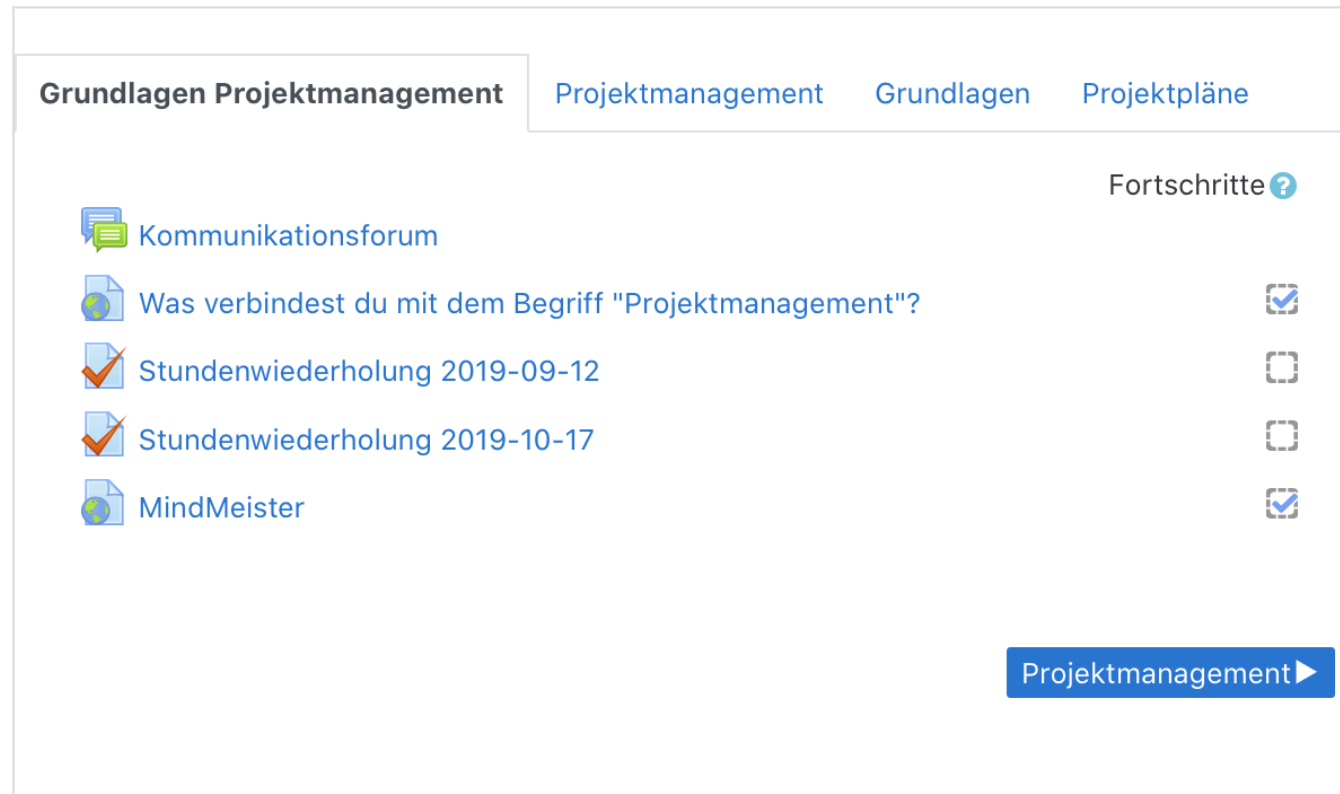 Grundlagen Projektmanagement Projektmanagement Grundlagen Projektpläne
Fortschritte ?
Kommunikationsforum
Was verbindest du mit dem Begriff "Projektmanagement"?
Stundenwiederholung 2019-09-12
Stundenwiederholung 2019-10-17
MindMeister
Projektmanagement